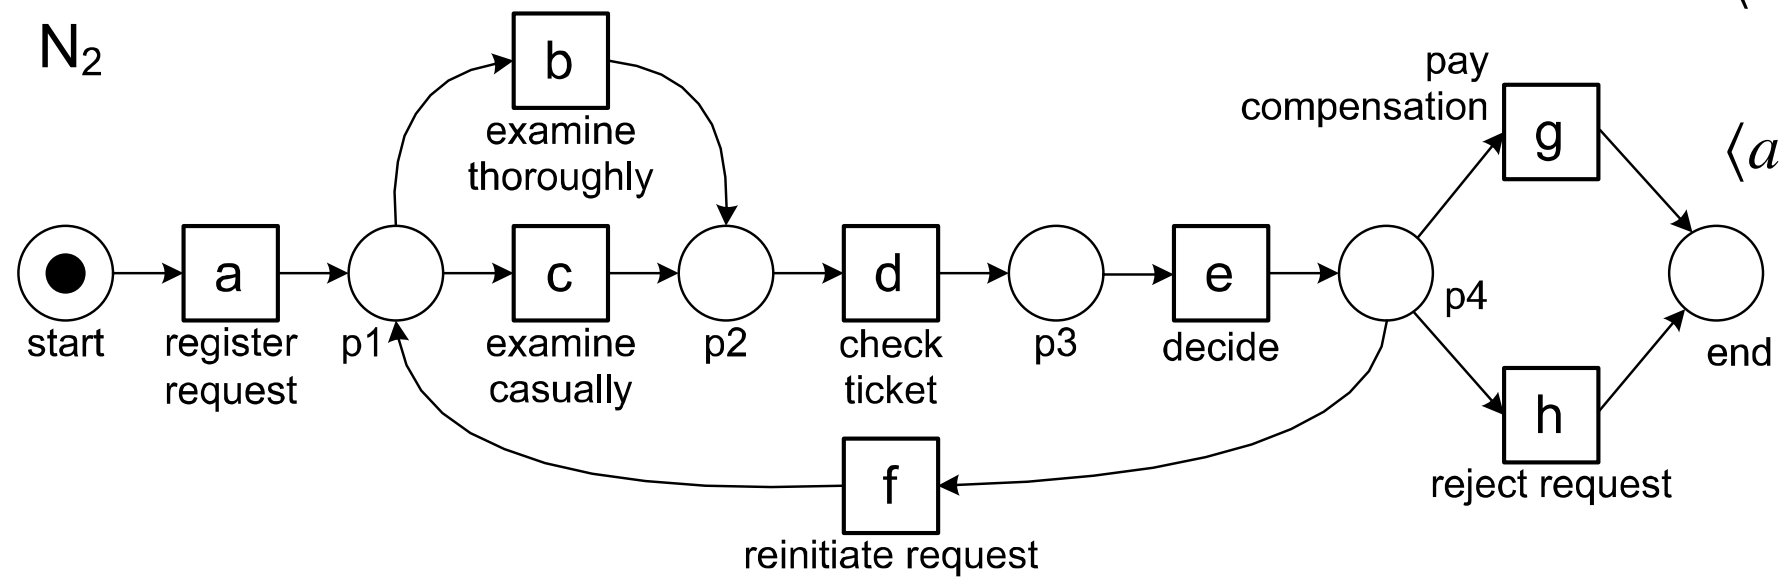 N₂
b
examine
thoroughly
pay
compensation
g
⟨a
start
a
register
request
p1
c
examine
casually
p2
d
check
ticket
p3
e
decide
p4
end
h
reject request
f
reinitiate request